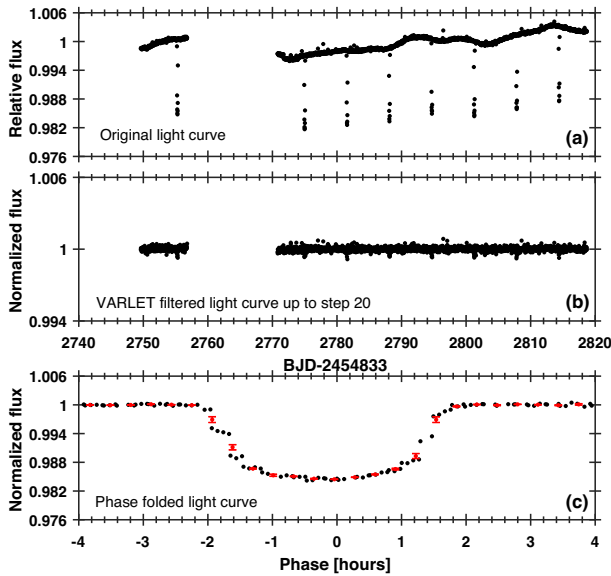 1.006
1
0.994
0.988
0.982
0.976
Relative flux
Original light curve
(a)
1.006
1
0.994
Normalized flux
VARLET filtered light curve up to step 20
(b)
2740 2750 2760 2770 2780 2790 2800 2810 2820
BJD-2454833
1.006
1
0.994
0.988
0.982
0.976
Normalized flux
Phase folded light curve
(c)
-4 -3 -2 -1 0 1 2 3 4
Phase [hours]